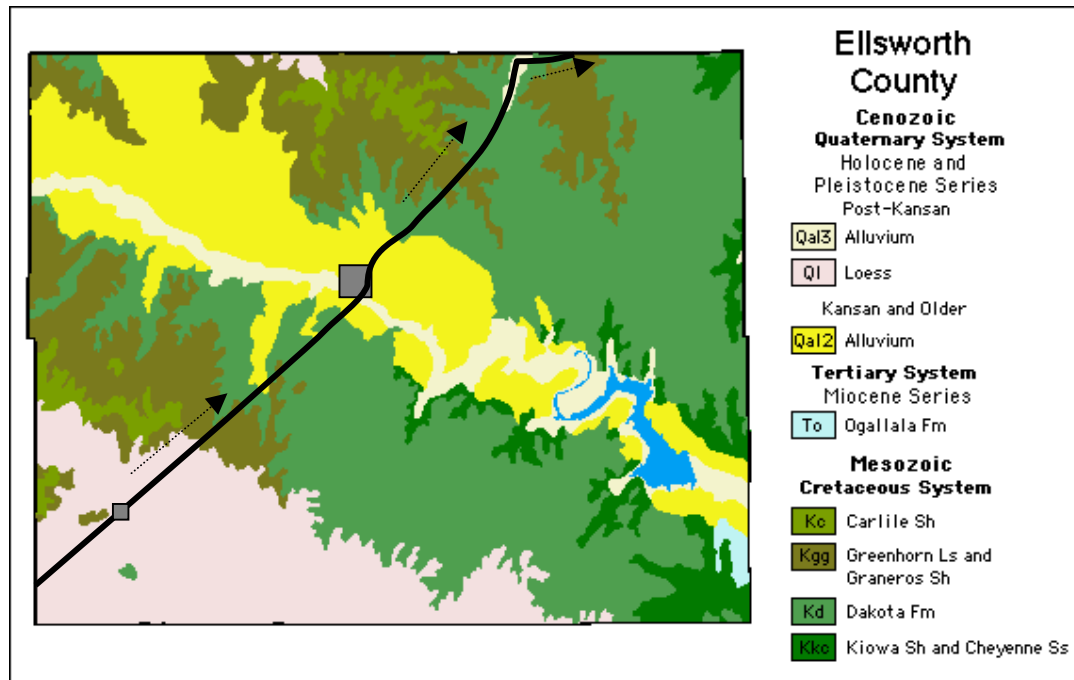 Ellsworth
County
Cenozoic
Quaternary System
Holocene and
Pleistocene Series
Post-Kansan
Qal3 Alluvium
Ql Loess
Kansan and Older
Qal2 Alluvium
Tertiary System
Miocene Series
To Ogallala Fm
Mesozoic
Cretaceous System
Kc Carlile Sh
Kgg Greenhorn Ls and
Graneros Sh
Kd Dakota Fm
Kkc Kiowa Sh and Cheyenne Ss